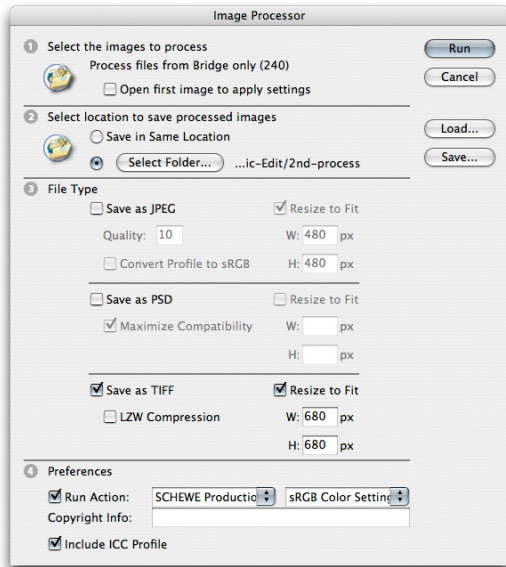 Image Processor
1 Select the images to process
Process files from Bridge only (240)
Open first image to apply settings
Run
Cancel
2 Select location to save processed images
Save in Same Location
Select Folder... ...ic-Edit/2nd-process
Load...
Save...
3 File Type
Save as JPEG Resize to Fit
Quality: 10 W: 480 px
Convert Profile to sRGB H: 480 px
Save as PSD Resize to Fit
Maximize Compatibility W: px
H: px
Save as TIFF Resize to Fit
LZW Compression W: 680 px
H: 680 px
4 Preferences
Run Action: SCHEWE Productio sRGB Color Setting
Copyright Info:
Include ICC Profile